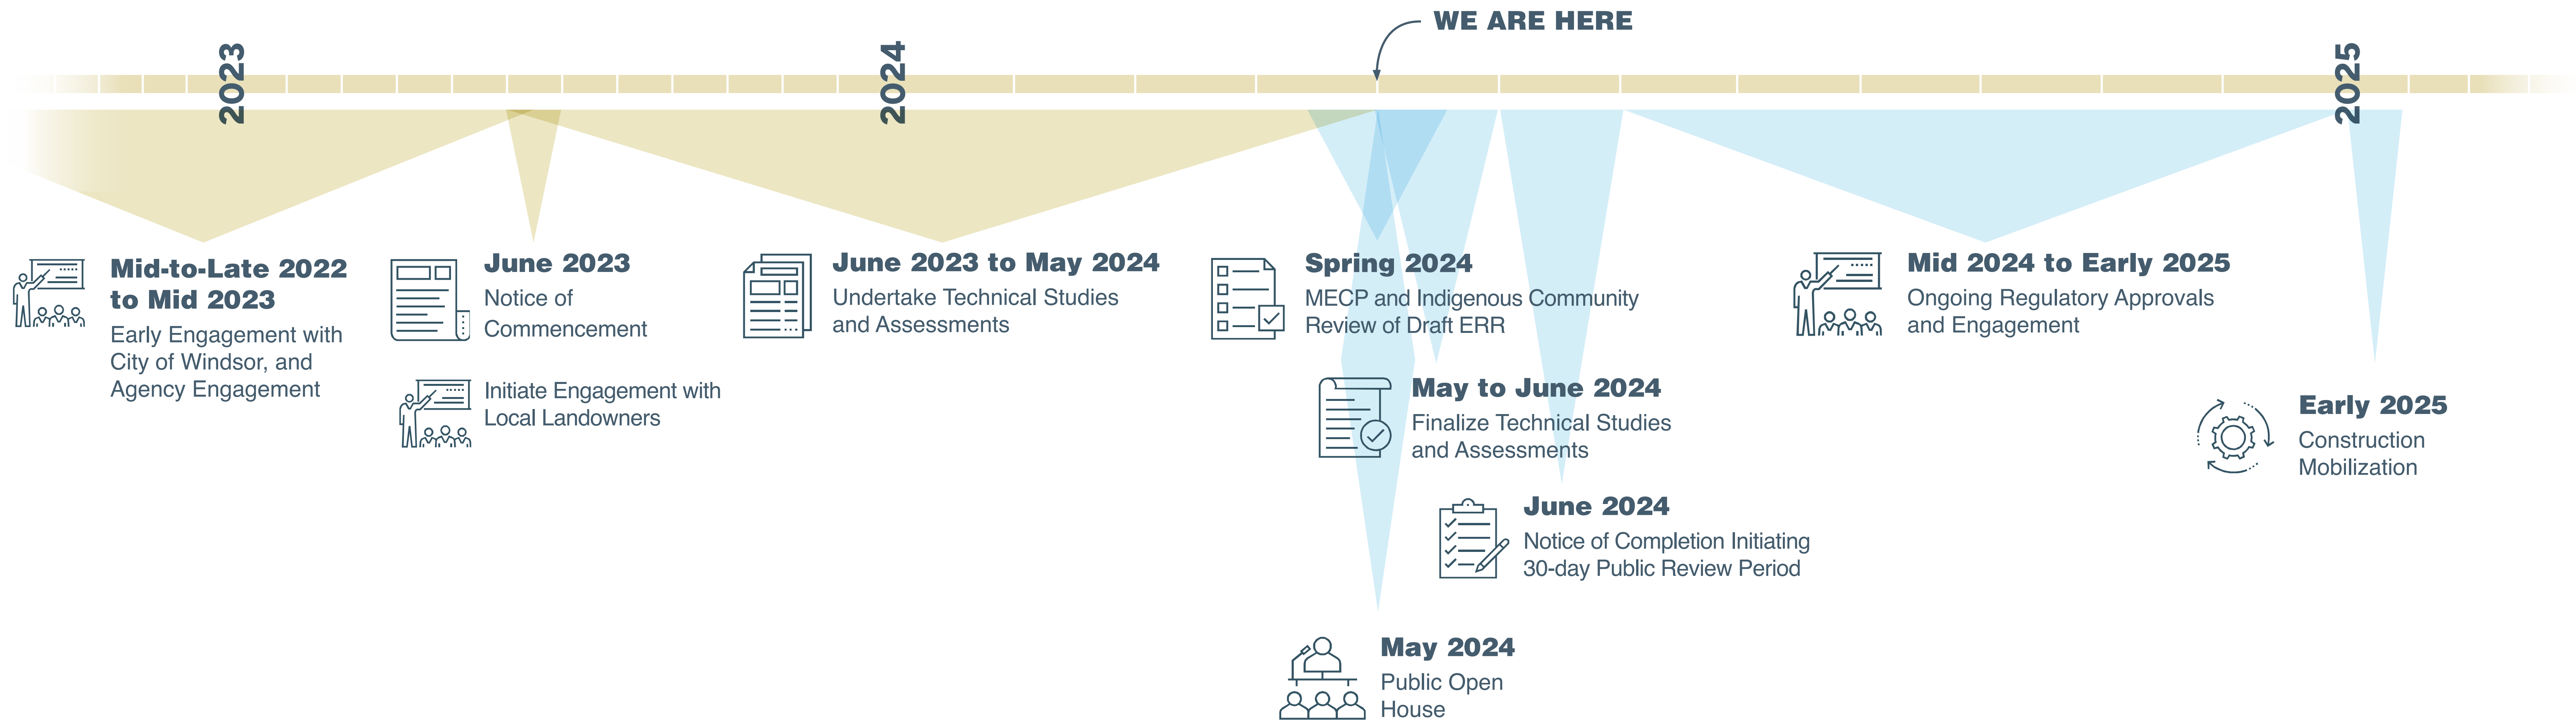 WE ARE HERE
2023
2024
2025
Mid-to-Late 2022
to Mid 2023
Early Engagement with
City of Windsor, and
Agency Engagement
June 2023
Notice of
Commencement
Initiate Engagement with
Local Landowners
June 2023 to May 2024
Undertake Technical Studies
and Assessments
Spring 2024
MECP and Indigenous Community
Review of Draft ERR
May to June 2024
Finalize Technical Studies
and Assessments
June 2024
Notice of Completion Initiating
30-day Public Review Period
May 2024
Public Open
House
Mid 2024 to Early 2025
Ongoing Regulatory Approvals
and Engagement
Early 2025
Construction
Mobilization